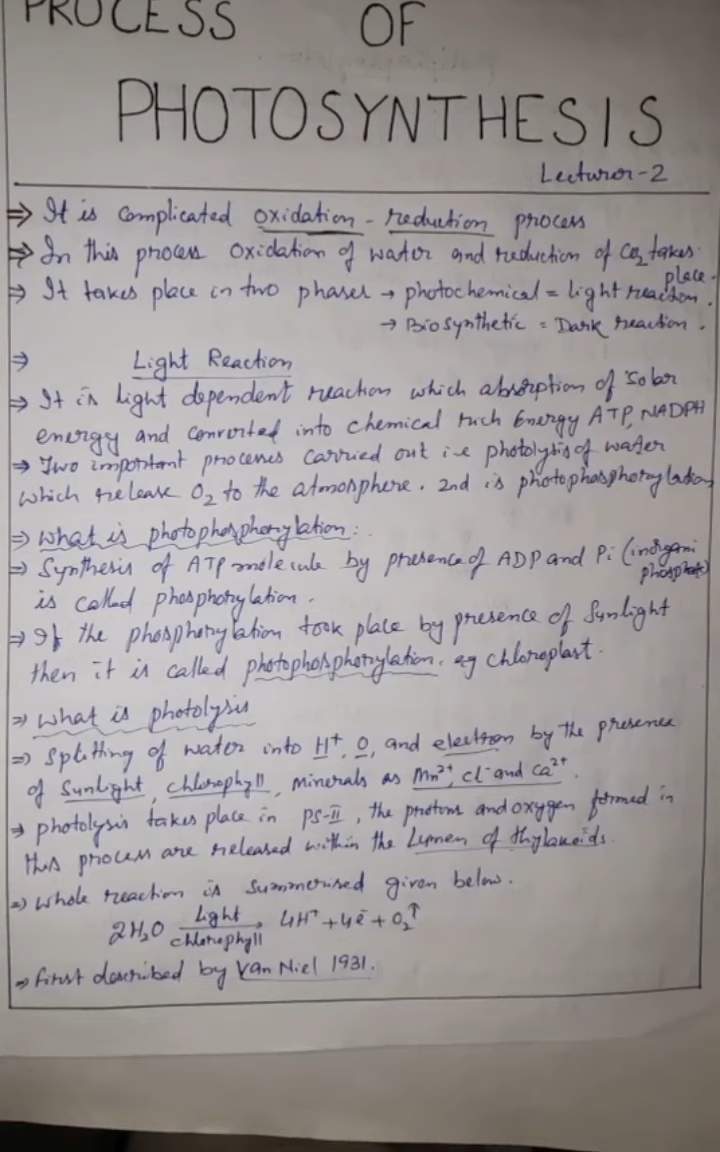 PROCESS OF
PHOTOSYNTHESIS
Lecturer-2
⇒ It is complicated oxidation - reduction process
⇒ In this process Oxidation of water and reduction of CO₂ takes
place.
⇒ It takes place in two phases → photochemical = light reaction.
→ Biosynthetic = Dark reaction.
⇒ Light Reaction
⇒ It is light dependent reaction which absorption of solar
energy and converted into chemical rich Energy ATP, NADPH
⇒ Two important processes carried out i-e photolysis of water
which release O₂ to the atmosphere. 2nd is photophosphorylation
⇒ what is photophosphorylation:
⇒ Synthesis of ATP molecule by presence of ADP and Pi (inorgani
phosphate)
is called phosphorylation.
⇒ If the phosphorylation took place by presence of Sunlight
then it is called photophosphorylation. eg chloroplast.
⇒ what is photolysis
⇒ Splitting of water into H⁺, O, and electron by the presence
of Sunlight, chlorophyll, minerals as Mn²⁺, Cl⁻ and Ca²⁺.
⇒ photolysis takes place in PS-II, the protons and oxygen formed in
this process are released within the Lumen of thylakoids.
⇒ whole reaction is summerised given below.
2H₂O Light chlorophyll → 4H⁺ + 4e⁻ + O₂↑
⇒ first described by Van Niel 1931.